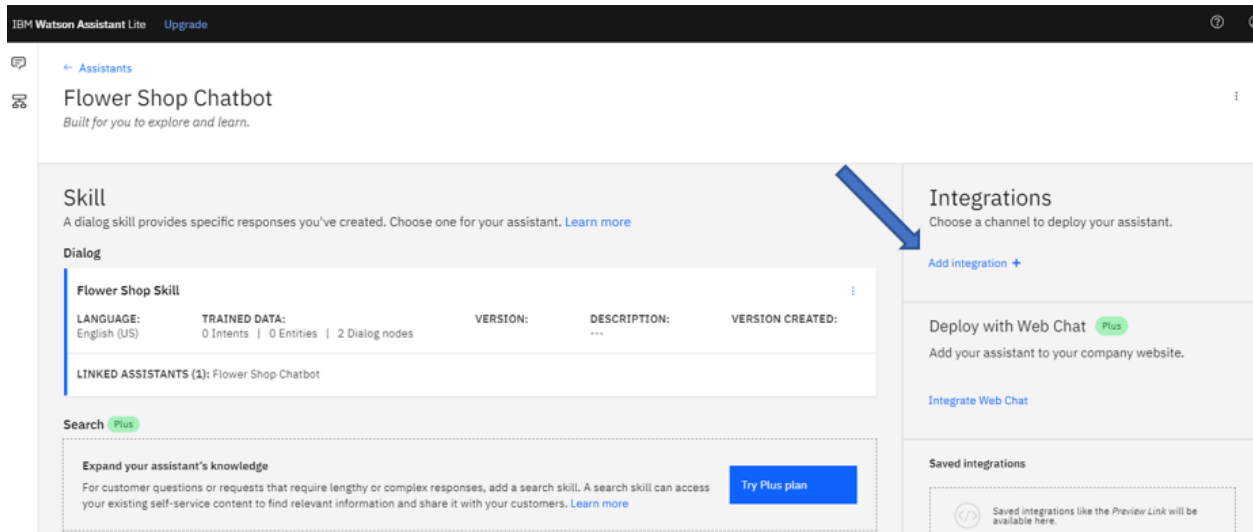 IBM Watson Assistant Lite Upgrade
← Assistants
Flower Shop Chatbot
Built for you to explore and learn.
Skill
A dialog skill provides specific responses you've created. Choose one for your assistant. Learn more
Dialog
Flower Shop Skill
LANGUAGE: TRAINED DATA: VERSION: DESCRIPTION: VERSION CREATED:
English (US) 0 Intents | 0 Entities | 2 Dialog nodes ---
LINKED ASSISTANTS (1): Flower Shop Chatbot
Search Plus
Expand your assistant's knowledge
For customer questions or requests that require lengthy or complex responses, add a search skill. A search skill can access
your existing self-service content to find relevant information and share it with your customers. Learn more
Try Plus plan
Integrations
Choose a channel to deploy your assistant.
Add integration +
Deploy with Web Chat Plus
Add your assistant to your company website.
Integrate Web Chat
Saved integrations
Saved integrations like the Preview Link will be
available here.